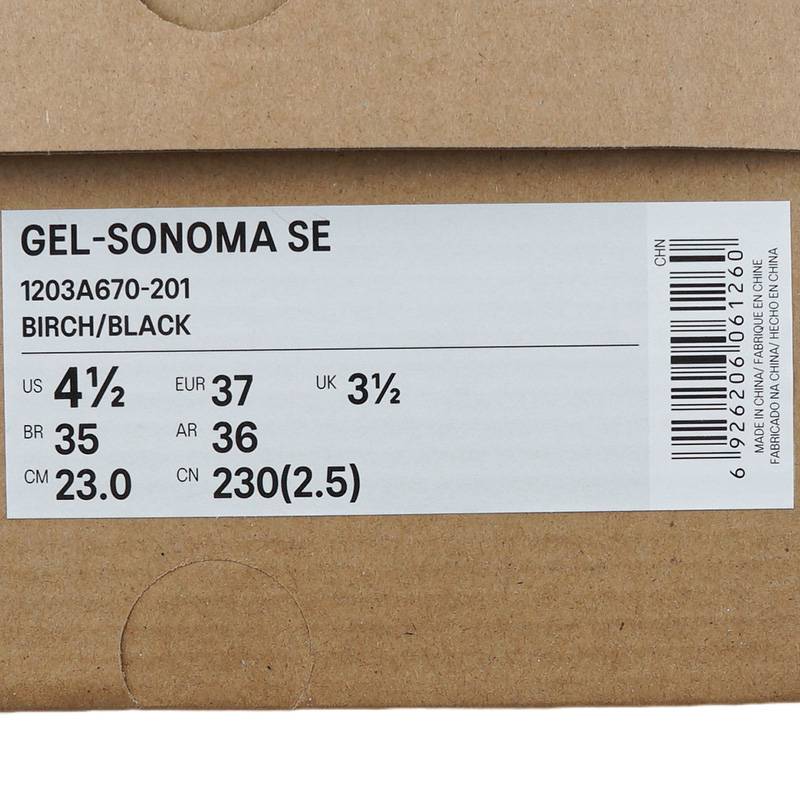 GEL-SONOMA SE
1203A670-201
BIRCH/BLACK
US 4½ EUR 37 UK 3½
BR 35 AR 36
CM 23.0 CN 230(2.5)
CHN
6 926206 061260
MADE IN CHINA/ FABRIQUE EN CHINE
FABRICADO NA CHINA/ HECHO EN CHINA